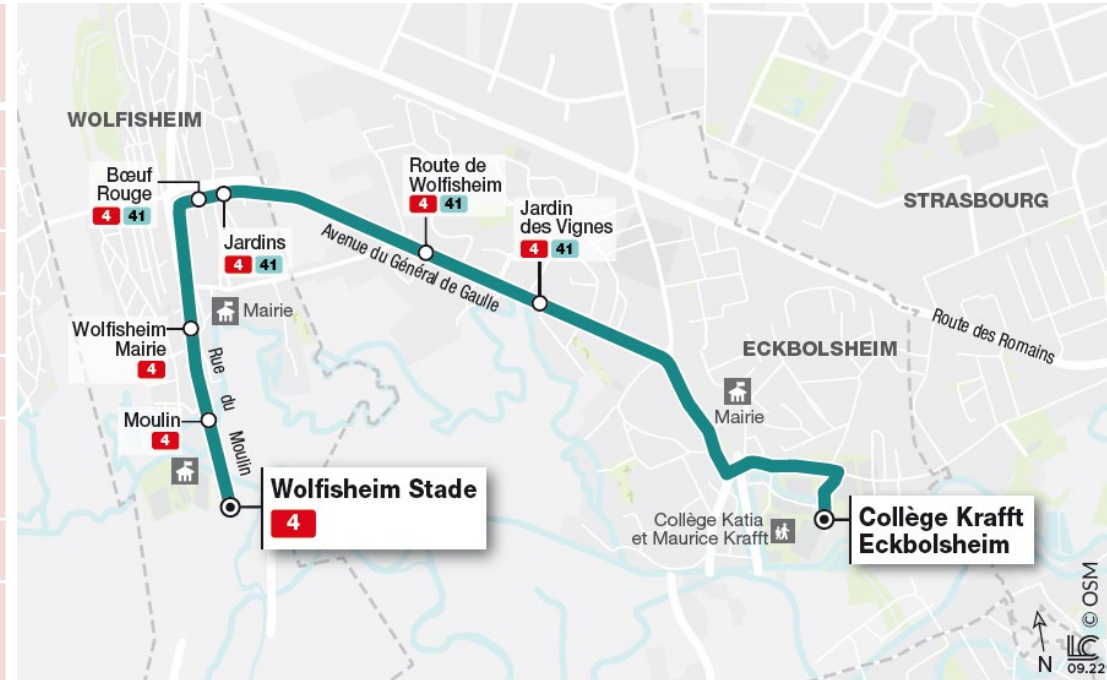 WOLFISHEIM
Bœuf
Rouge
4 41
Jardins
4 41
Route de
Wolfisheim
4 41
Jardin
des Vignes
4 41
STRASBOURG
Avenue du Général de Gaulle
Route des Romains
Mairie
Wolfisheim
Mairie
4
Rue du Moulin
Moulin
4
ECKBOLSHEIM
Mairie
Wolfisheim Stade
4
Collège Katia
et Maurice Krafft
Collège Krafft
Eckbolsheim
N
LC
09.22
© OSM